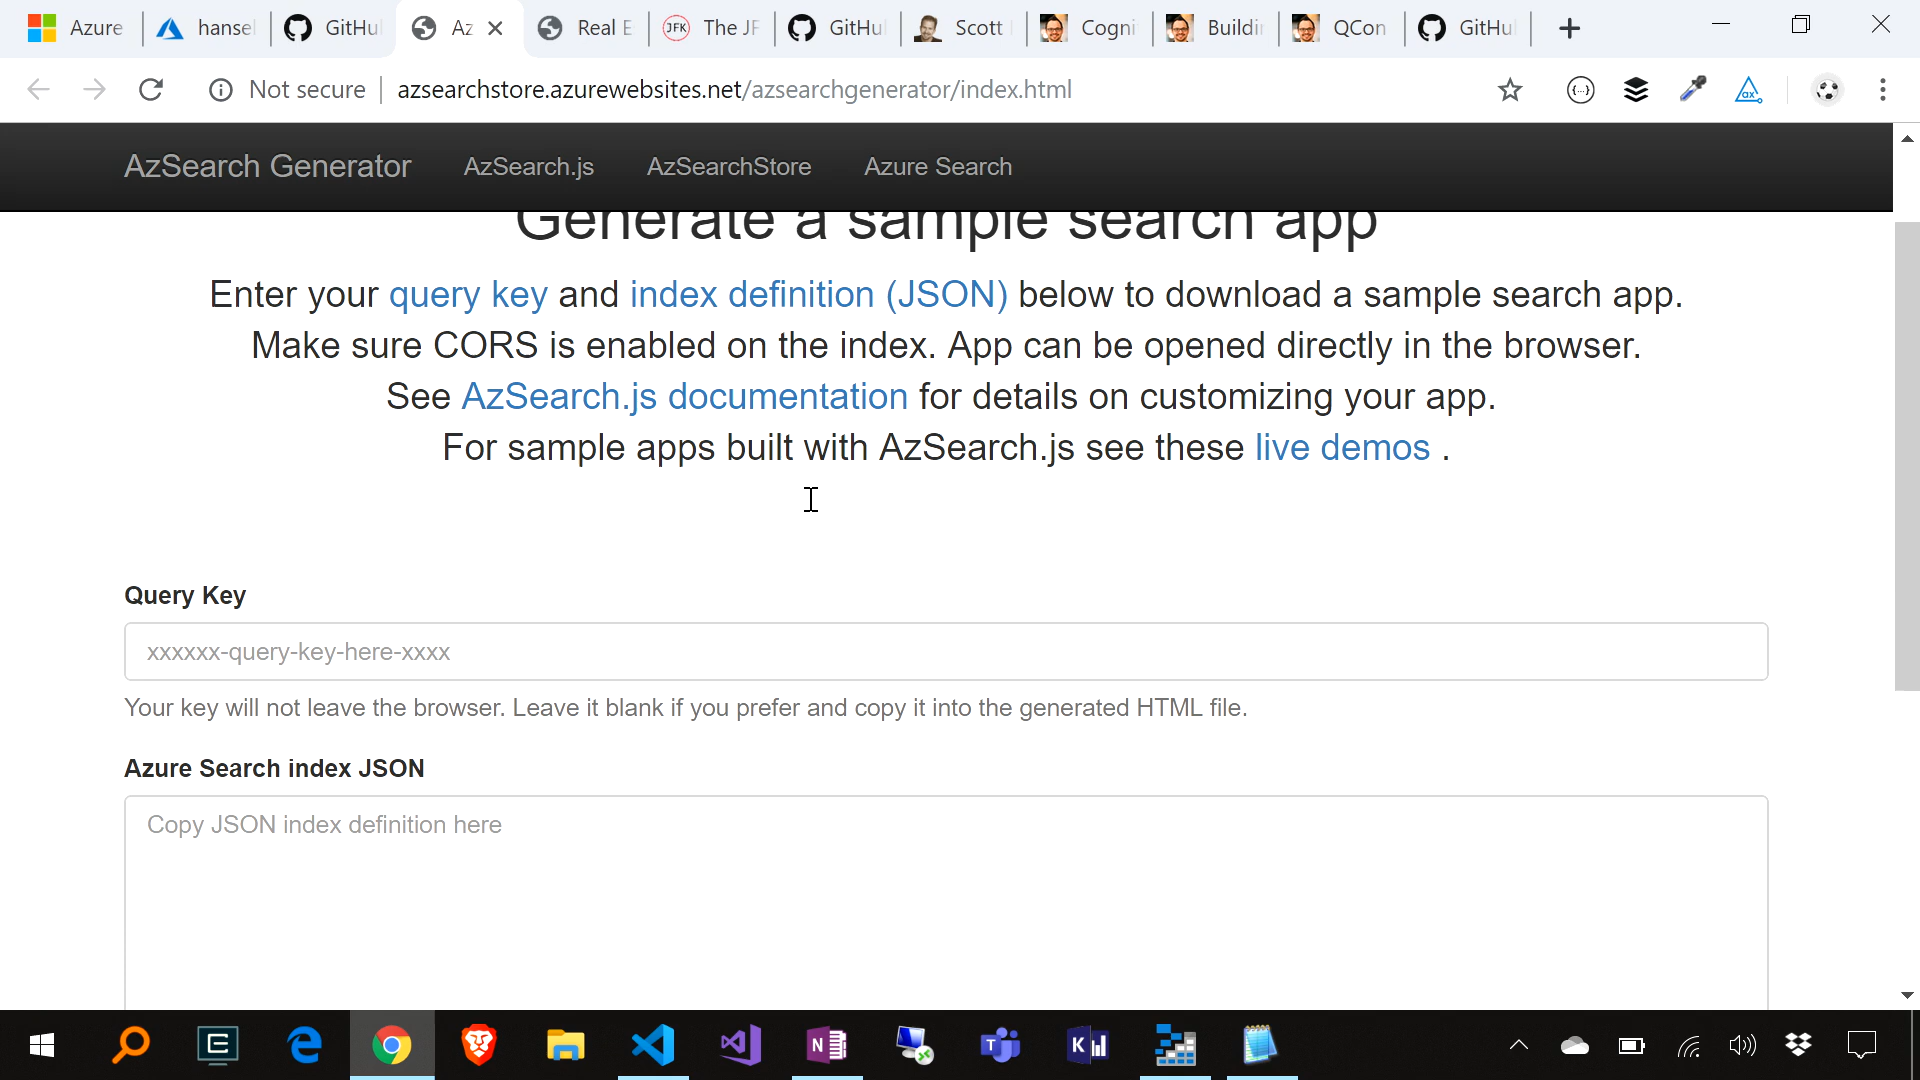 Azure
hansel
GitHu
Az
Real E
JFK
The JF
GitHu
Scott
Cogni
Buildi
QCon
GitHu
Not secure
azsearchstore.azurewebsites.net/azsearchgenerator/index.html
AzSearch Generator AzSearch.js AzSearchStore Azure Search
Generate a sample search app
Enter your query key and index definition (JSON) below to download a sample search app.
Make sure CORS is enabled on the index. App can be opened directly in the browser.
See AzSearch.js documentation for details on customizing your app.
For sample apps built with AzSearch.js see these live demos .
Query Key
xxxxxx-query-key-here-xxxx
Your key will not leave the browser. Leave it blank if you prefer and copy it into the generated HTML file.
Azure Search index JSON
Copy JSON index definition here